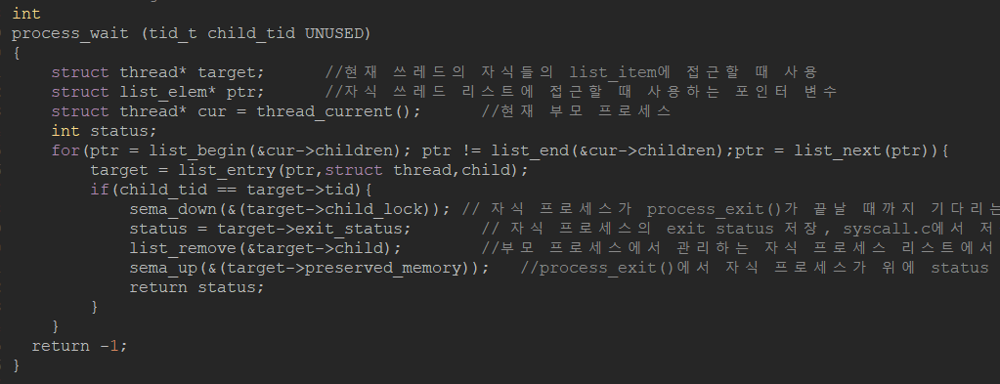 int
process_wait (tid_t child_tid UNUSED)
{
    struct thread* target;      //현재 쓰레드의 자식들의 list_item에 접근할 때 사용
    struct list_elem* ptr;      //자식 쓰레드 리스트에 접근할 때 사용하는 포인터 변수
    struct thread* cur = thread_current();      //현재 부모 프로세스
    int status;
    for(ptr = list_begin(&cur->children); ptr != list_end(&cur->children);ptr = list_next(ptr)){
        target = list_entry(ptr,struct thread,child);
        if(child_tid == target->tid){
            sema_down(&(target->child_lock)); // 자식 프로세스가 process_exit()가 끝날 때까지 기다리는
            status = target->exit_status;       // 자식 프로세스의 exit status 저장, syscall.c에서 저
            list_remove(&target->child);        //부모 프로세스에서 관리하는 자식 프로세스 리스트에서
            sema_up(&(target->preserved_memory));   //process_exit()에서 자식 프로세스가 위에 status
            return status;
        }
    }
  return -1;
}